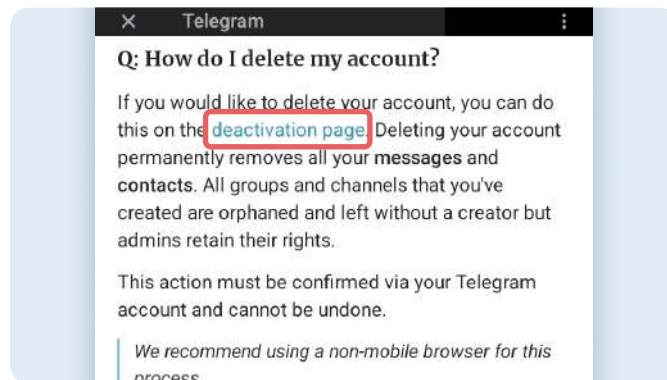 Telegram
Q: How do I delete my account?
If you would like to delete your account, you can do
this on the deactivation page. Deleting your account
permanently removes all your messages and
contacts. All groups and channels that you've
created are orphaned and left without a creator but
admins retain their rights.
This action must be confirmed via your Telegram
account and cannot be undone.
We recommend using a non-mobile browser for this
process